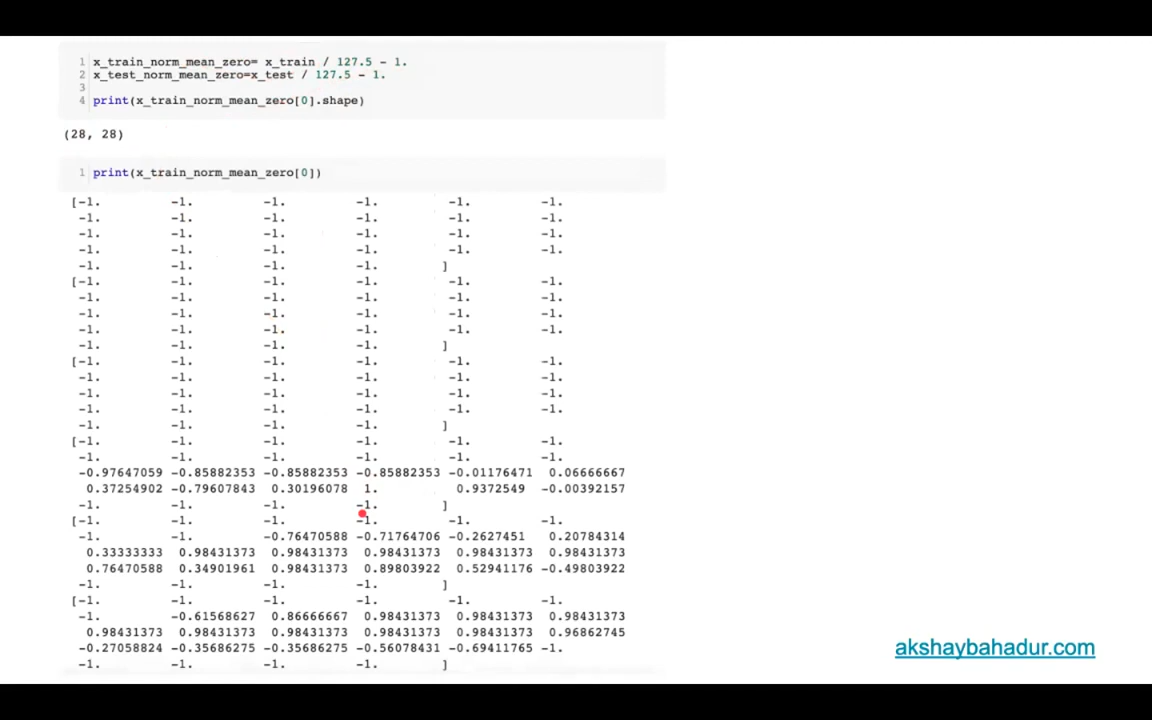 1 x_train_norm_mean_zero= x_train / 127.5 - 1.
2 x_test_norm_mean_zero=x_test / 127.5 - 1.
3
4 print(x_train_norm_mean_zero[0].shape)
(28, 28)
1 print(x_train_norm_mean_zero[0])
[-1. -1. -1. -1. -1. -1.
-1. -1. -1. -1. -1. -1.
-1. -1. -1. -1. -1. -1.
-1. -1. -1. -1. -1. -1.
-1. -1. -1. -1. ]
[-1. -1. -1. -1. -1. -1.
-1. -1. -1. -1. -1. -1.
-1. -1. -1. -1. -1. -1.
-1. -1. -1. -1. -1. -1.
-1. -1. -1. -1. ]
[-1. -1. -1. -1. -1. -1.
-1. -1. -1. -1. -1. -1.
-1. -1. -1. -1. -1. -1.
-1. -1. -1. -1. -1. -1.
-1. -1. -1. -1. ]
[-1. -1. -1. -1. -1. -1.
-1. -1. -1. -1. -1. -1.
-0.97647059 -0.85882353 -0.85882353 -0.85882353 -0.01176471 0.06666667
0.37254902 -0.79607843 0.30196078 1. 0.9372549 -0.00392157
-1. -1. -1. -1. ]
[-1. -1. -1. -1. -1. -1.
-1. -1. -0.76470588 -0.71764706 -0.2627451 0.20784314
0.33333333 0.98431373 0.98431373 0.98431373 0.98431373 0.98431373
0.76470588 0.34901961 0.98431373 0.89803922 0.52941176 -0.49803922
-1. -1. -1. -1. ]
[-1. -1. -1. -1. -1. -1.
-1. -0.61568627 0.86666667 0.98431373 0.98431373 0.98431373
0.98431373 0.98431373 0.98431373 0.98431373 0.98431373 0.96862745
-0.27058824 -0.35686275 -0.35686275 -0.56078431 -0.69411765 -1.
-1. -1. -1. -1. ]
akshaybahadur.com